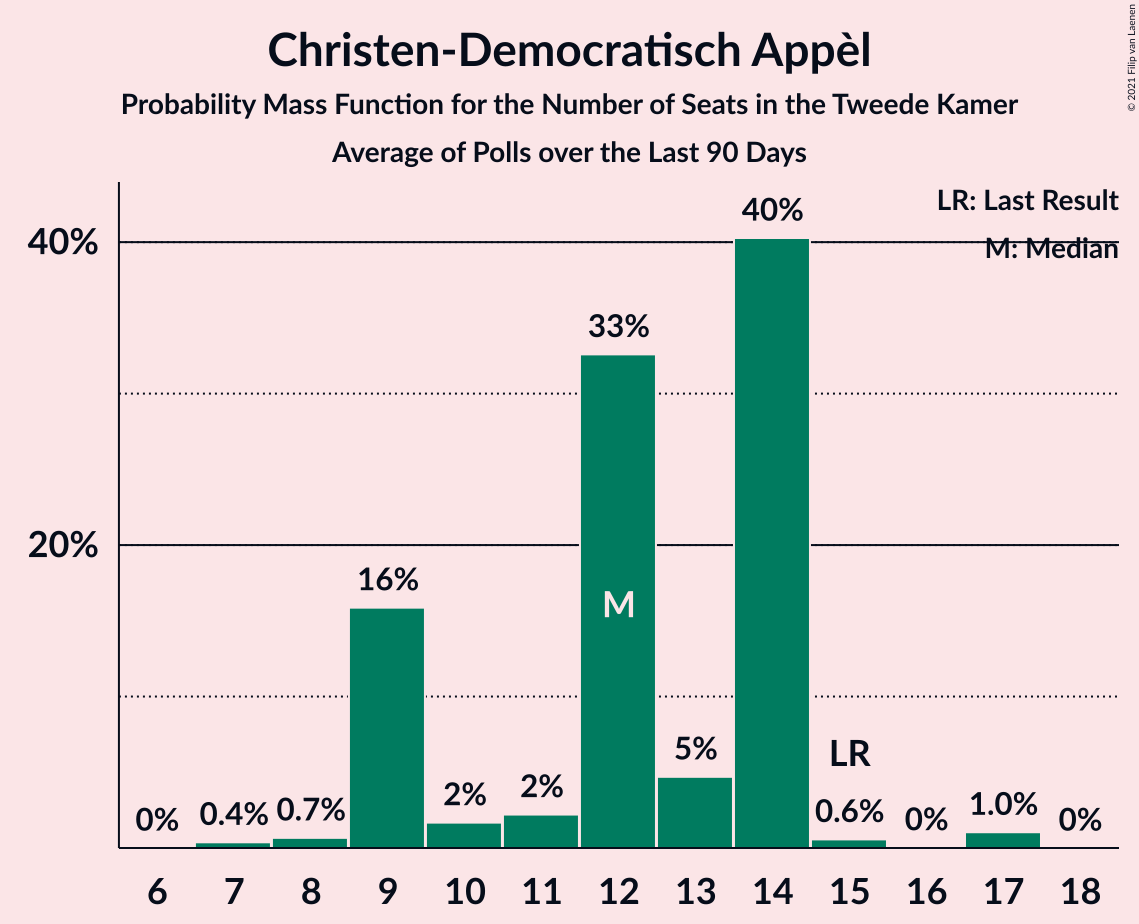 Christen-Democratisch Appèl
Probability Mass Function for the Number of Seats in the Tweede Kamer
Average of Polls over the Last 90 Days
© 2021 Filip van Laenen
LR: Last Result
M: Median
40%
20%
0%
0.4%
0.7%
16%
2%
2%
33%
M
5%
40%
LR
0.6%
0%
1.0%
0%
6 7 8 9 10 11 12 13 14 15 16 17 18